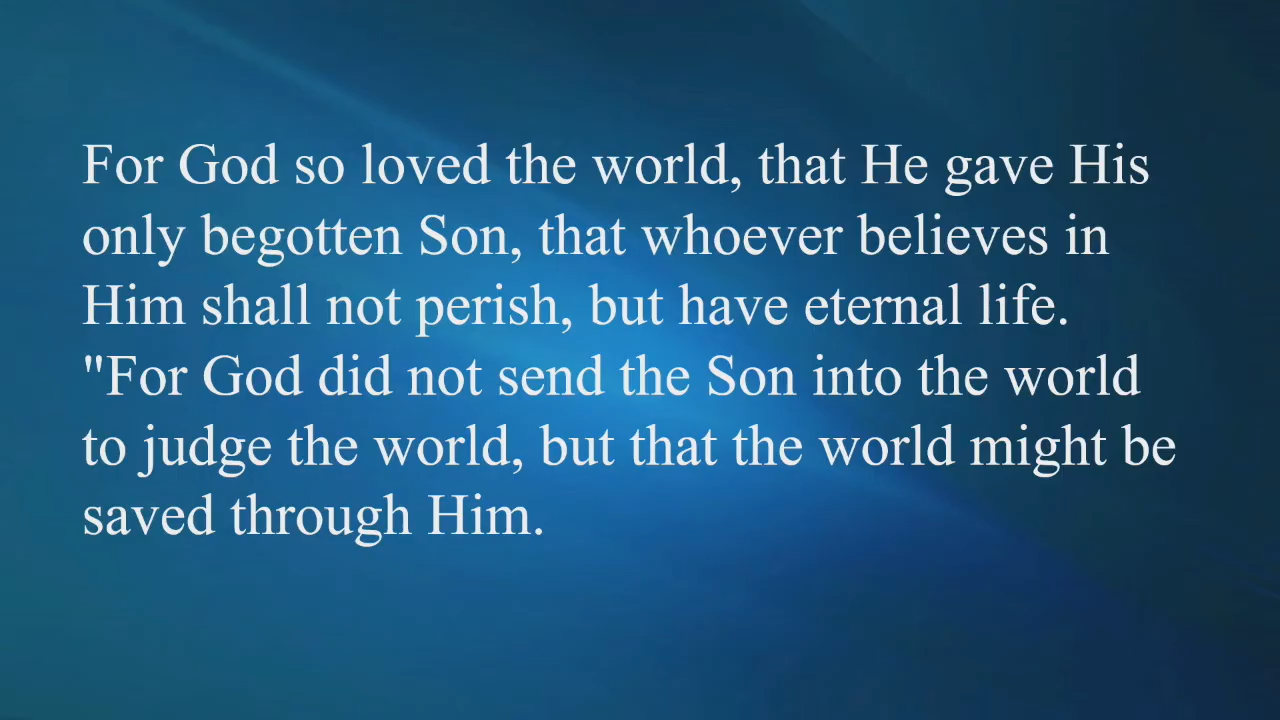 For God so loved the world, that He gave His
only begotten Son, that whoever believes in
Him shall not perish, but have eternal life.
"For God did not send the Son into the world
to judge the world, but that the world might be
saved through Him.